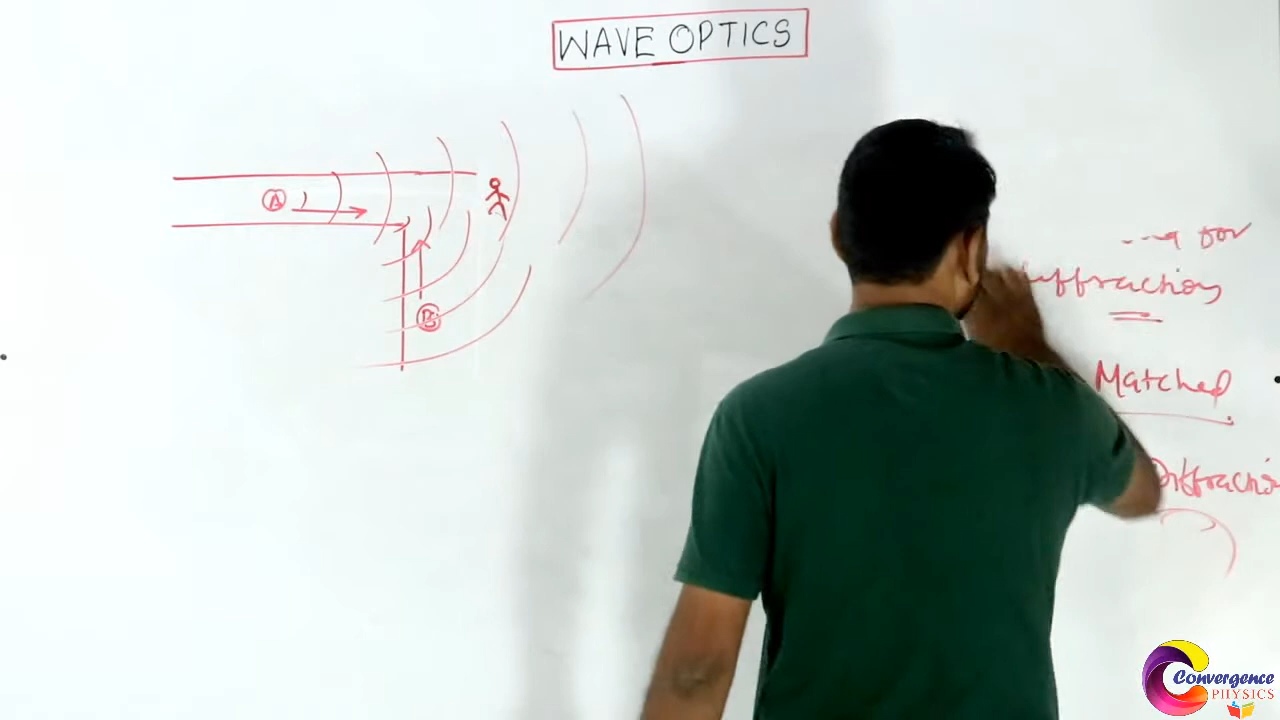 WAVE OPTICS
A
B
for
diffraction
Matched
Diffraction
Convergence
PHYSICS